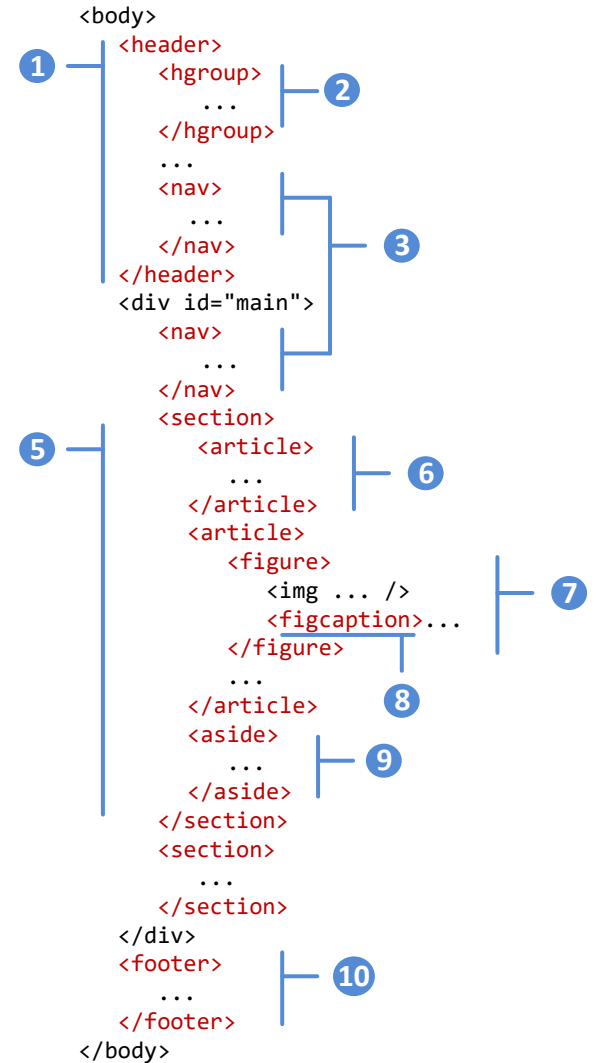 <body>
<header>
1
<hgroup>
2
...
</hgroup>
...
<nav>
...
3
</nav>
</header>
<div id="main">
<nav>
...
</nav>
<section>
5
<article>
6
...
</article>
<article>
<figure>
<img ... />
7
<figcaption>...
</figure>
...
8
</article>
<aside>
9
...
</aside>
</section>
<section>
...
</section>
</div>
<footer>
10
...
</footer>
</body>